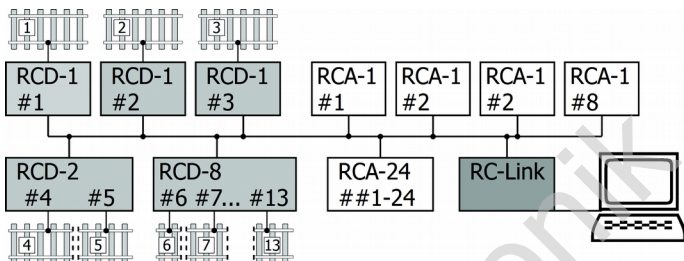 1 2 3
RCD-1 RCD-1 RCD-1 RCA-1 RCA-1 RCA-1 RCA-1
#1 #2 #3 #1 #2 #2 #8
RCD-2 RCD-8 RCA-24 RC-Link
#4 #5 #6 #7... #13 ##1-24
4 5 6 7 13
nik